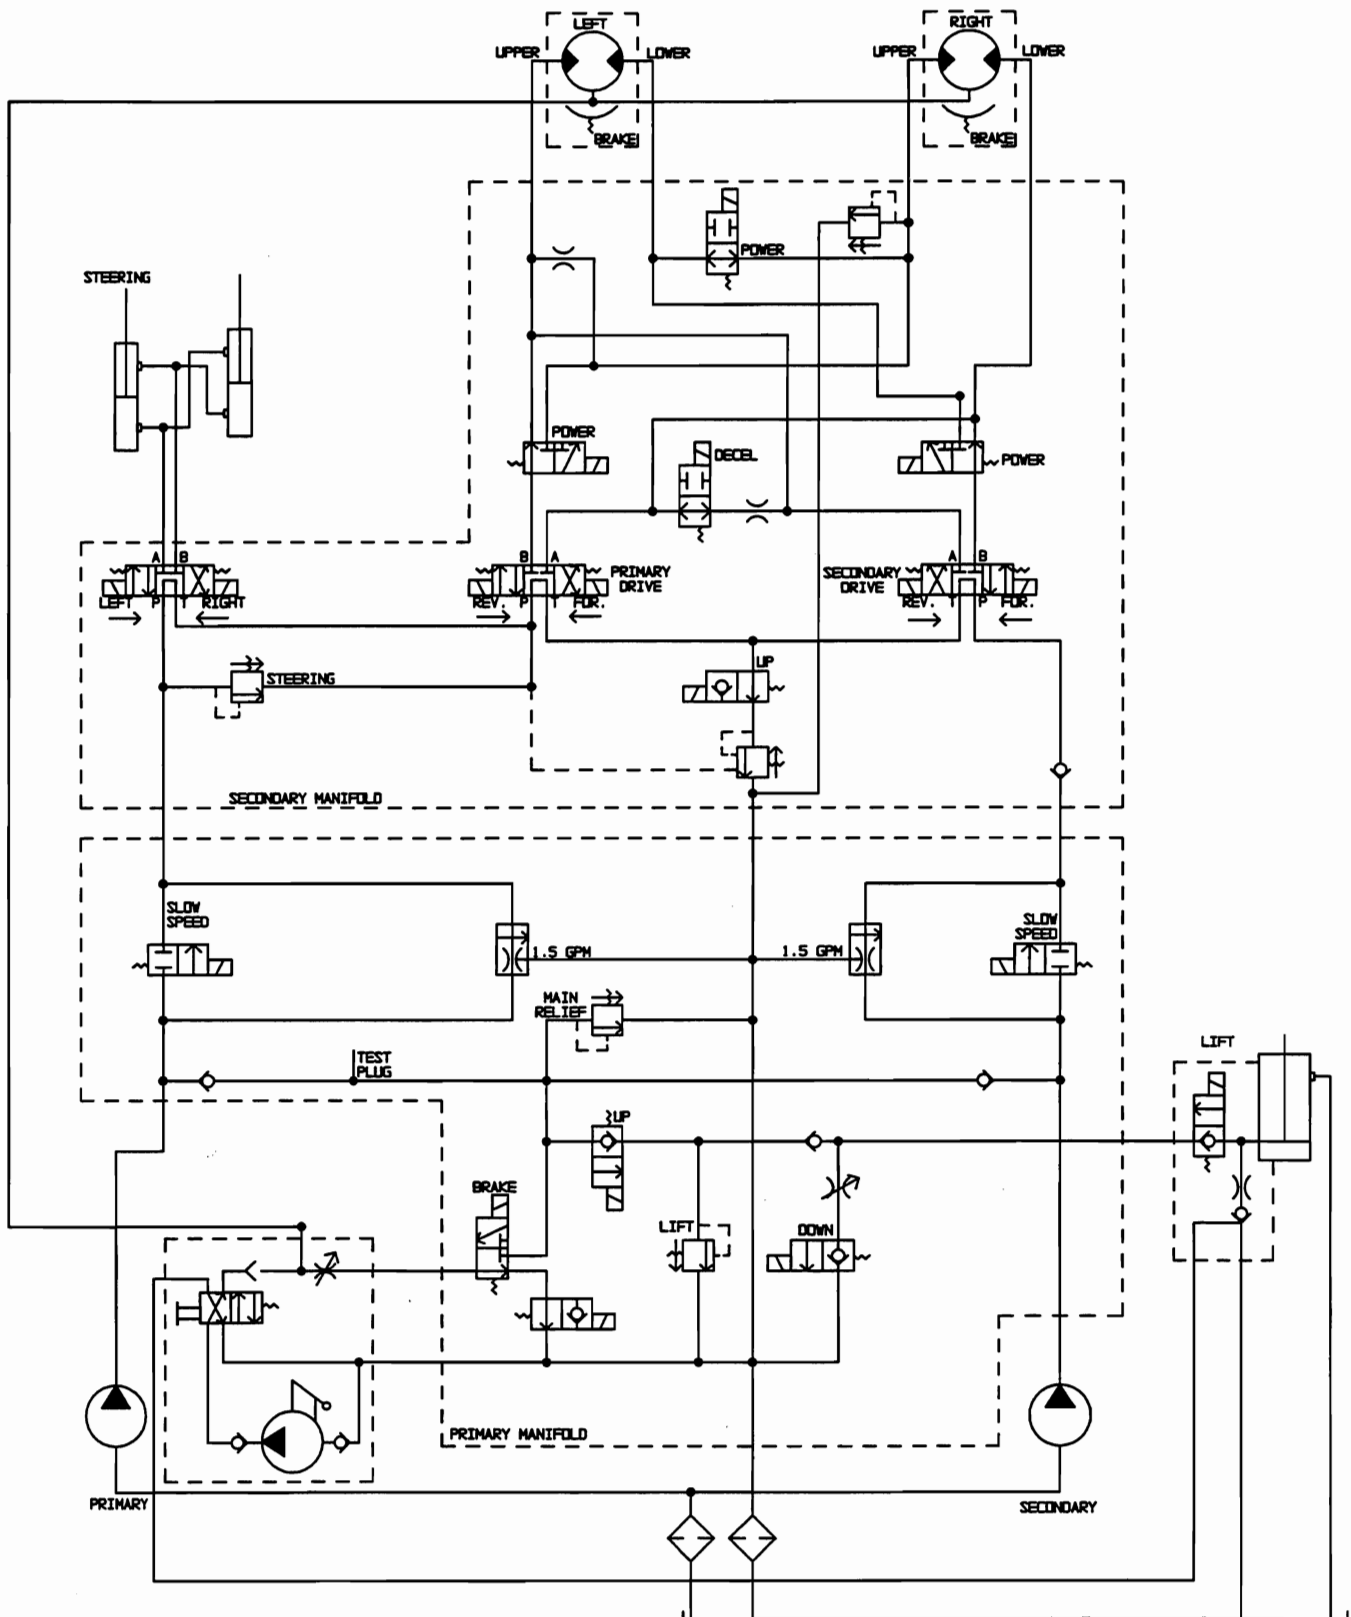 LEFT
RIGHT
UPPER
LOWER
UPPER
LOWER
BRAKE
BRAKE
POWER
STEERING
POWER
DECEL
POWER
A B
B A
A B
PRIMARY
DRIVE
SECONDARY
DRIVE
LEFT P T RIGHT
REV. P T FOR.
REV. T P FOR.
UP
STEERING
SECONDARY MANIFOLD
SLOW
SPEED
SLOW
SPEED
1.5 GPM
1.5 GPM
MAIN
RELIEF
LIFT
TEST
PLUG
UP
BRAKE
LIFT
DOWN
PRIMARY MANIFOLD
PRIMARY
SECONDARY